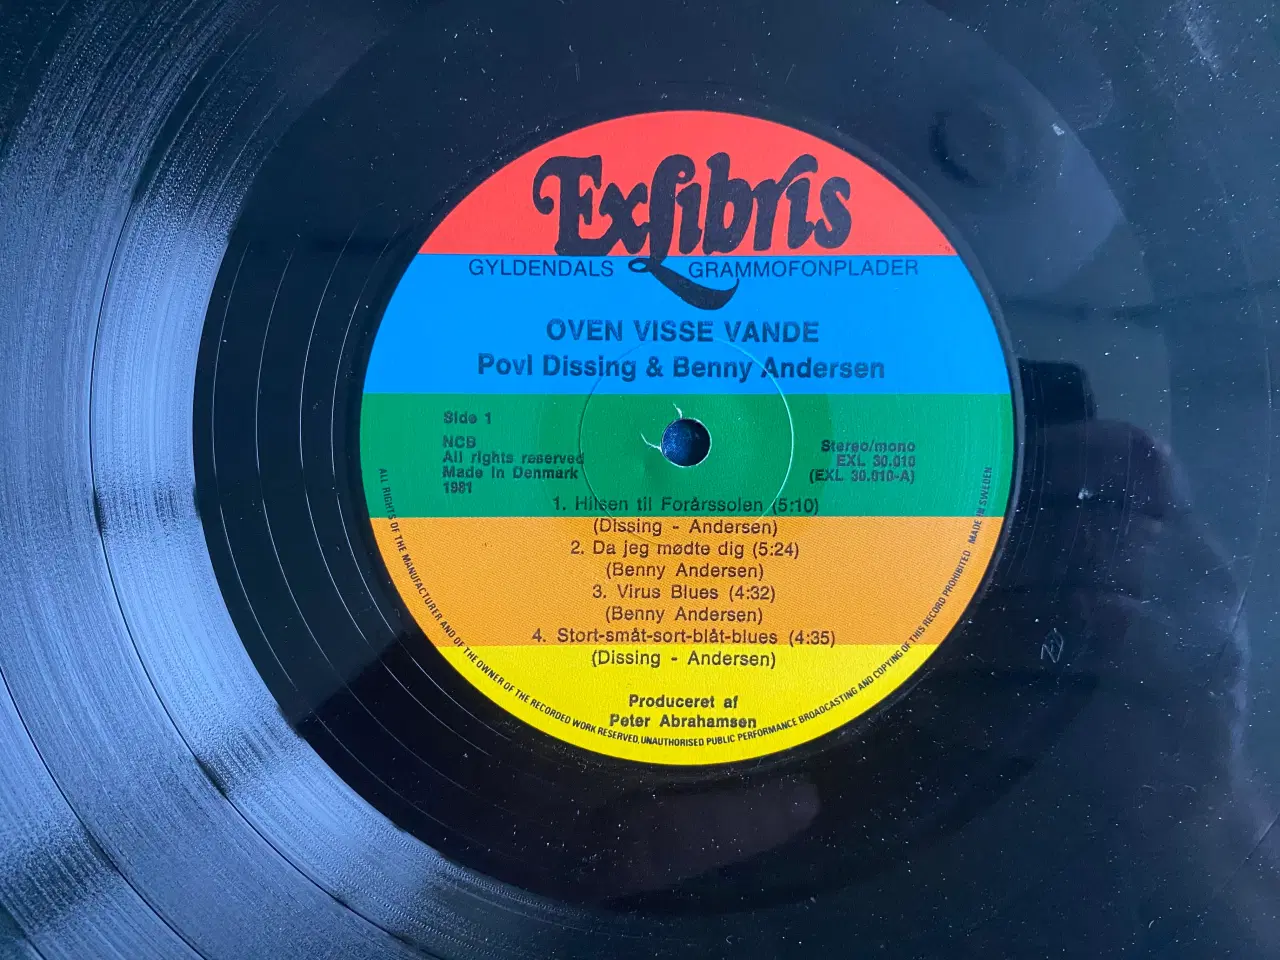 Exlibris
GYLDENDALS GRAMMOFONPLADER
OVEN VISSE VANDE
Povl Dissing & Benny Andersen
Side 1
NCB
All rights reserved
Made in Denmark
1981
Stereo/mono
EXL 30.010
(EXL 30.010-A)
1. Hilsen til Forårssolen (5:10)
(Dissing - Andersen)
2. Da jeg mødte dig (5:24)
(Benny Andersen)
3. Virus Blues (4:32)
(Benny Andersen)
4. Stort-småt-sort-blåt-blues (4:35)
(Dissing - Andersen)
Produceret af
Peter Abrahamsen
ALL RIGHTS OF THE MANUFACTURER AND OF THE OWNER OF THE RECORDED WORK RESERVED. UNAUTHORISED PUBLIC PERFORMANCE BROADCASTING AND COPYING OF THIS RECORD PROHIBITED MADE IN SWEDEN